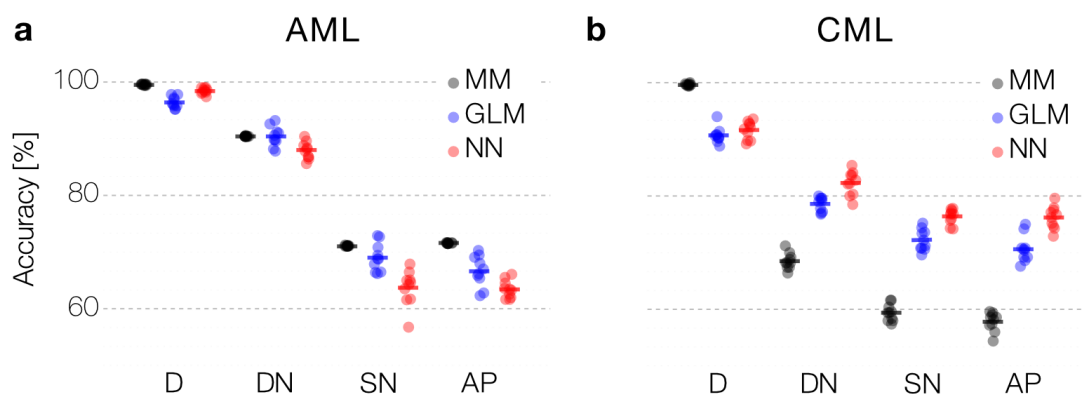 a AML
b CML
Accuracy [%]
100
80
60
MM
GLM
NN
MM
GLM
NN
D DN SN AP
D DN SN AP